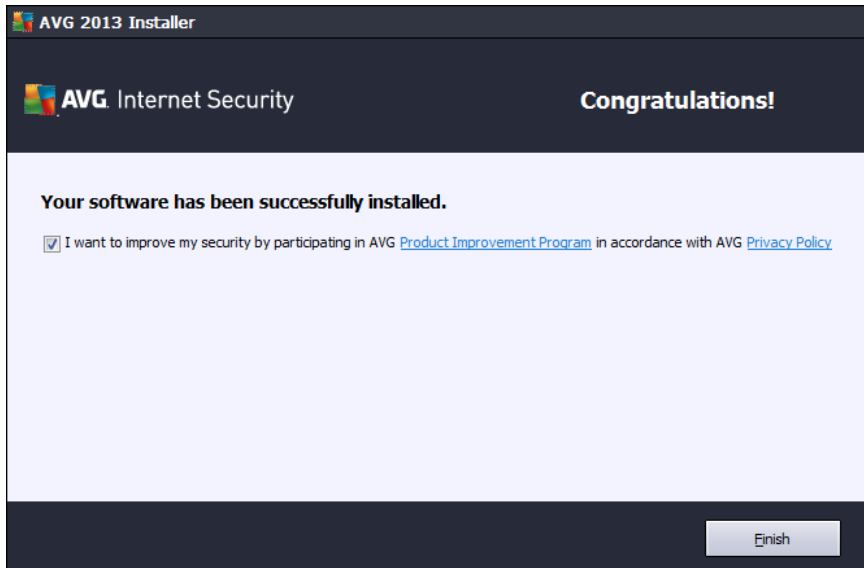 AVG 2013 Installer
AVG. Internet Security
Congratulations!
Your software has been successfully installed.
I want to improve my security by participating in AVG Product Improvement Program in accordance with AVG Privacy Policy
Finish